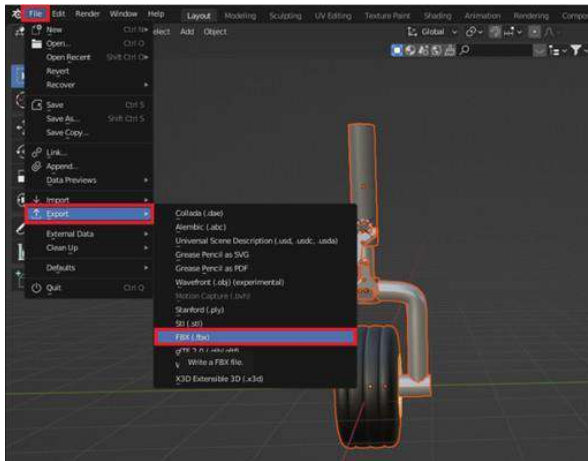 File Edit Render Window Help Layout Modeling Sculpting UV Editing Texture Paint Shading Animation Rendering Compos
New Ctrl N
Open... Ctrl O
Open Recent Shift Ctrl O
Revert
Recover
Save Ctrl S
Save As... Shift Ctrl S
Save Copy...
Link...
Append...
Data Previews
Import
Export
External Data
Clean Up
Defaults
Quit Ctrl Q
elect Add Object
Global
Collada (.dae)
Alembic (.abc)
Universal Scene Description (.usd, .usdc, .usda)
Grease Pencil as SVG
Grease Pencil as PDF
Wavefront (.obj) (experimental)
Motion Capture (.bvh)
Stanford (.ply)
Stl (.stl)
FBX (.fbx)
Write a FBX file.
X3D Extensible 3D (.x3d)